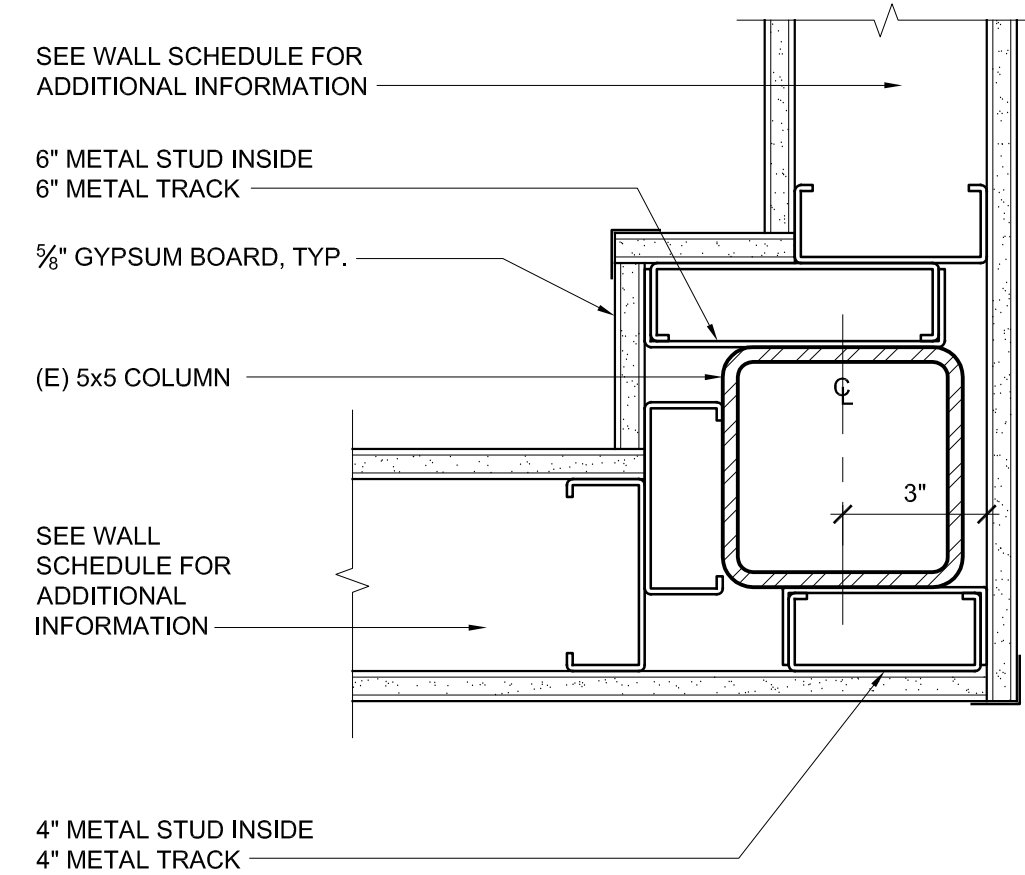 SEE WALL SCHEDULE FOR
ADDITIONAL INFORMATION
6" METAL STUD INSIDE
6" METAL TRACK
⅝" GYPSUM BOARD, TYP.
(E) 5x5 COLUMN
℄
3"
SEE WALL
SCHEDULE FOR
ADDITIONAL
INFORMATION
4" METAL STUD INSIDE
4" METAL TRACK